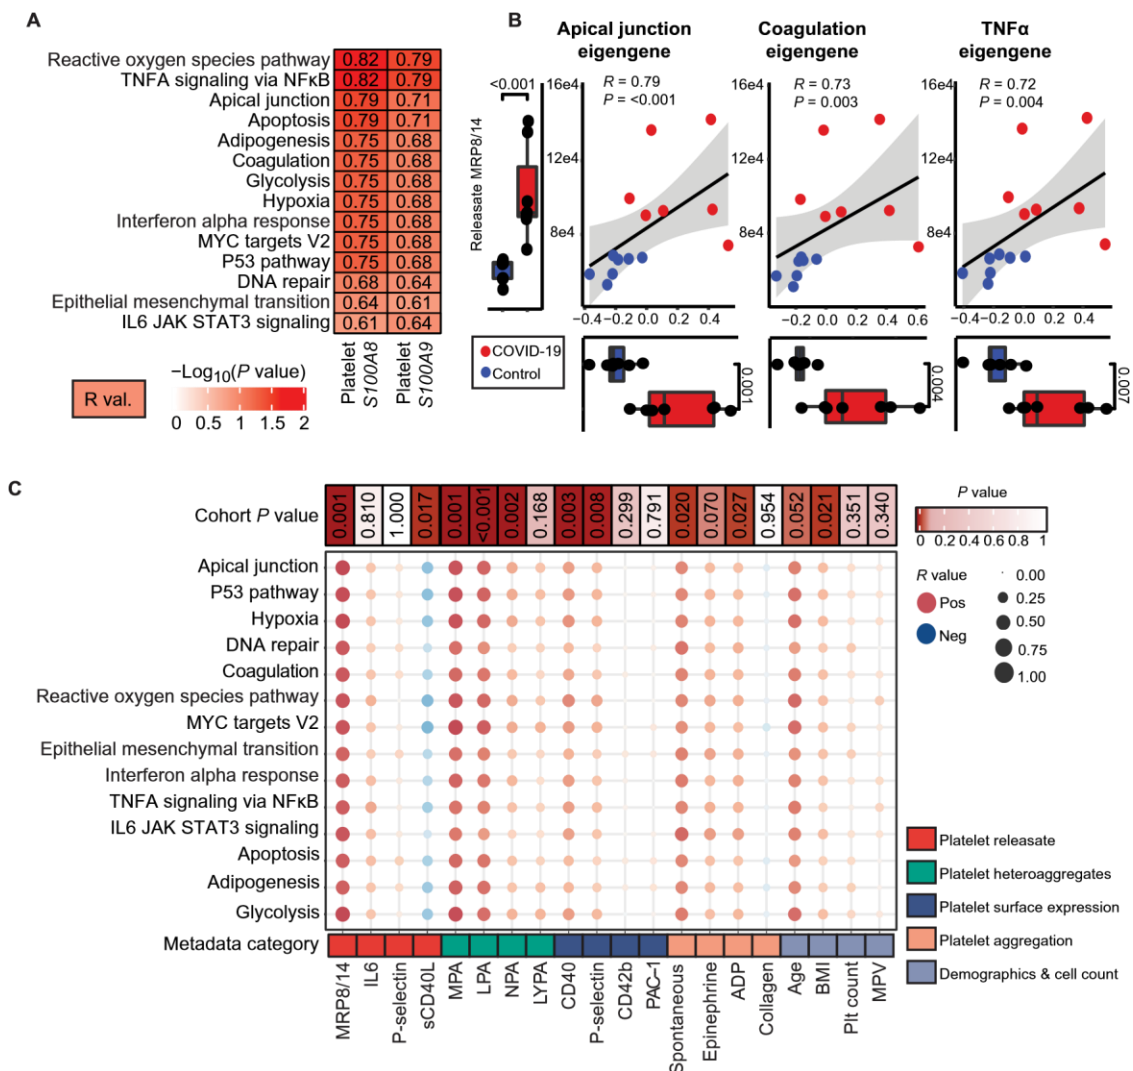 A
Reactive oxygen species pathway 0.82 0.79
TNFA signaling via NFκB 0.82 0.79
Apical junction 0.79 0.71
Apoptosis 0.79 0.71
Adipogenesis 0.75 0.68
Coagulation 0.75 0.68
Glycolysis 0.75 0.68
Hypoxia 0.75 0.68
Interferon alpha response 0.75 0.68
MYC targets V2 0.75 0.68
P53 pathway 0.75 0.68
DNA repair 0.68 0.64
Epithelial mesenchymal transition 0.64 0.61
IL6 JAK STAT3 signaling 0.61 0.64
Platelet S100A8
Platelet S100A9
R val.
−Log10(P value)
0 0.5 1 1.5 2
B
Apical junction eigengene
Coagulation eigengene
TNFα eigengene
Releasate MRP8/14
<0.001
16e4
12e4
8e4
R = 0.79
P = <0.001
−0.4 −0.2 0.0 0.2 0.4
0.001
16e4
12e4
8e4
R = 0.73
P = 0.003
−0.2 0.0 0.2 0.4 0.6
0.004
16e4
12e4
8e4
R = 0.72
P = 0.004
−0.4 −0.2 0.0 0.2 0.4
0.007
COVID-19
Control
C
Cohort P value 0.001 0.810 1.000 0.017 0.001 <0.001 0.002 0.168 0.003 0.008 0.299 0.791 0.020 0.070 0.027 0.954 0.052 0.021 0.351 0.340
Apical junction
P53 pathway
Hypoxia
DNA repair
Coagulation
Reactive oxygen species pathway
MYC targets V2
Epithelial mesenchymal transition
Interferon alpha response
TNFA signaling via NFκB
IL6 JAK STAT3 signaling
Apoptosis
Adipogenesis
Glycolysis
Metadata category
MRP8/14
IL6
P-selectin
sCD40L
MPA
LPA
NPA
LYPA
CD40
P-selectin
CD42b
PAC-1
Spontaneous
Epinephrine
ADP
Collagen
Age
BMI
Plt count
MPV
P value
0 0.2 0.4 0.6 0.8 1
R value
Pos
Neg
0.00
0.25
0.50
0.75
1.00
Platelet releasate
Platelet heteroaggregates
Platelet surface expression
Platelet aggregation
Demographics & cell count